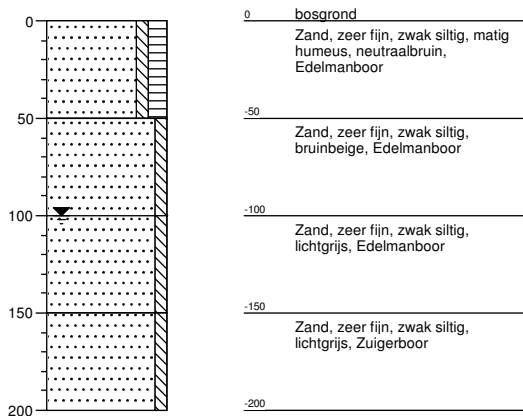 0
50
100
150
200
0
bosgrond
Zand, zeer fijn, zwak siltig, matig
humeus, neutraalbruin,
Edelmanboor
-50
Zand, zeer fijn, zwak siltig,
bruinbeige, Edelmanboor
-100
Zand, zeer fijn, zwak siltig,
lichtgrijs, Edelmanboor
-150
Zand, zeer fijn, zwak siltig,
lichtgrijs, Zuigerboor
-200